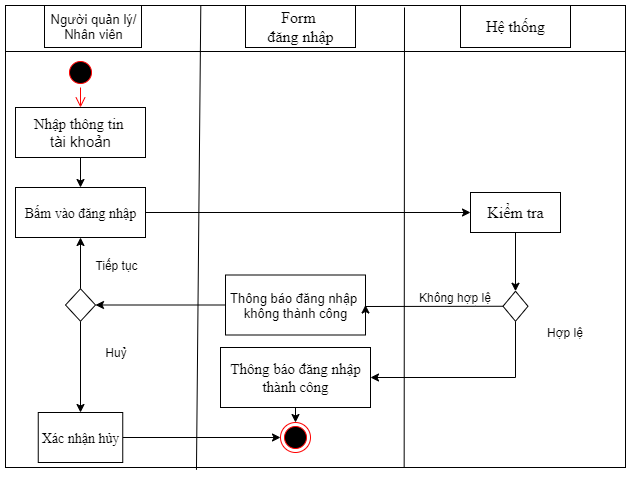 Người quản lý/
Nhân viên
Form
đăng nhập
Hệ thống
Nhập thông tin
tài khoản
Bấm vào đăng nhập
Kiểm tra
Tiếp tục
Thông báo đăng nhập
không thành công
Không hợp lệ
Hợp lệ
Huỷ
Thông báo đăng nhập
thành công
Xác nhận hủy